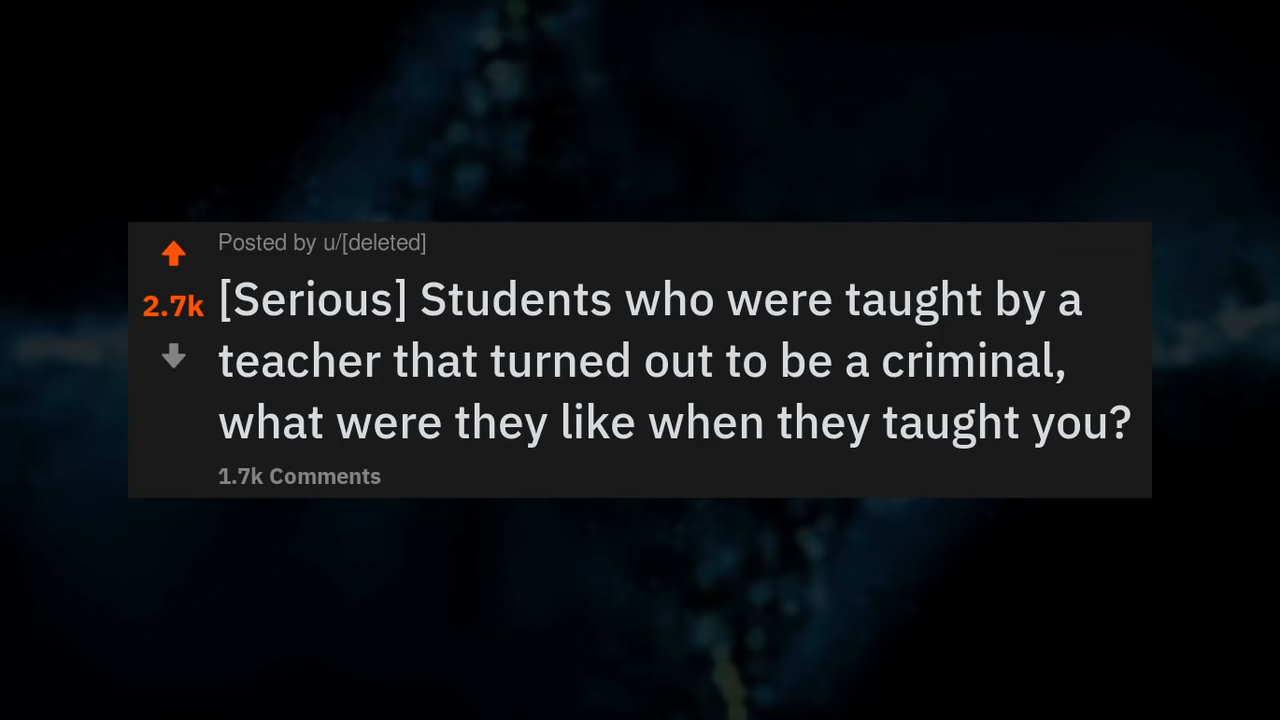 Posted by u/[deleted]
2.7k
[Serious] Students who were taught by a
teacher that turned out to be a criminal,
what were they like when they taught you?
1.7k Comments